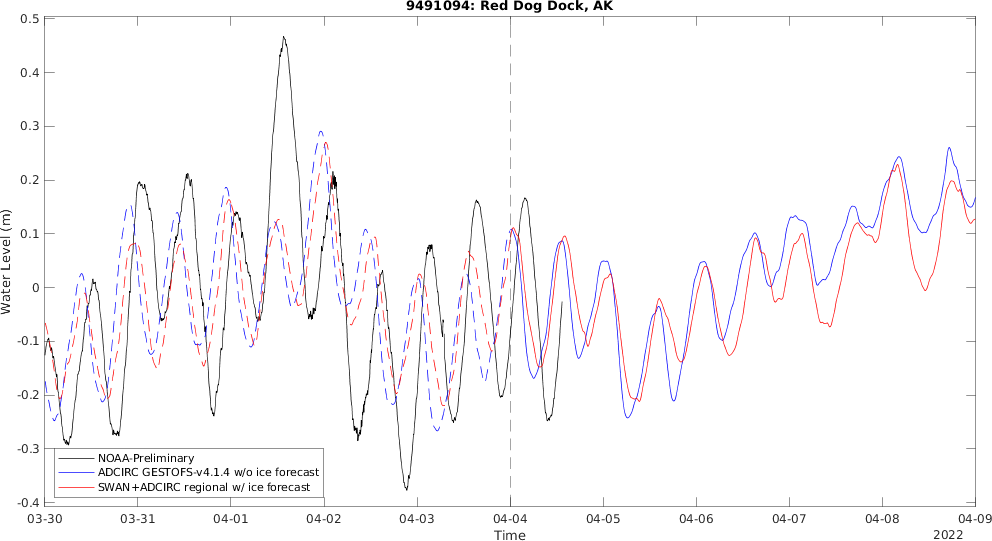 9491094: Red Dog Dock, AK
0.5
0.4
0.3
0.2
0.1
0
-0.1
-0.2
-0.3
-0.4
Water Level (m)
NOAA-Preliminary
ADCIRC GESTOFS-v4.1.4 w/o ice forecast
SWAN+ADCIRC regional w/ ice forecast
03-30 03-31 04-01 04-02 04-03 04-04 04-05 04-06 04-07 04-08 04-09
Time
2022